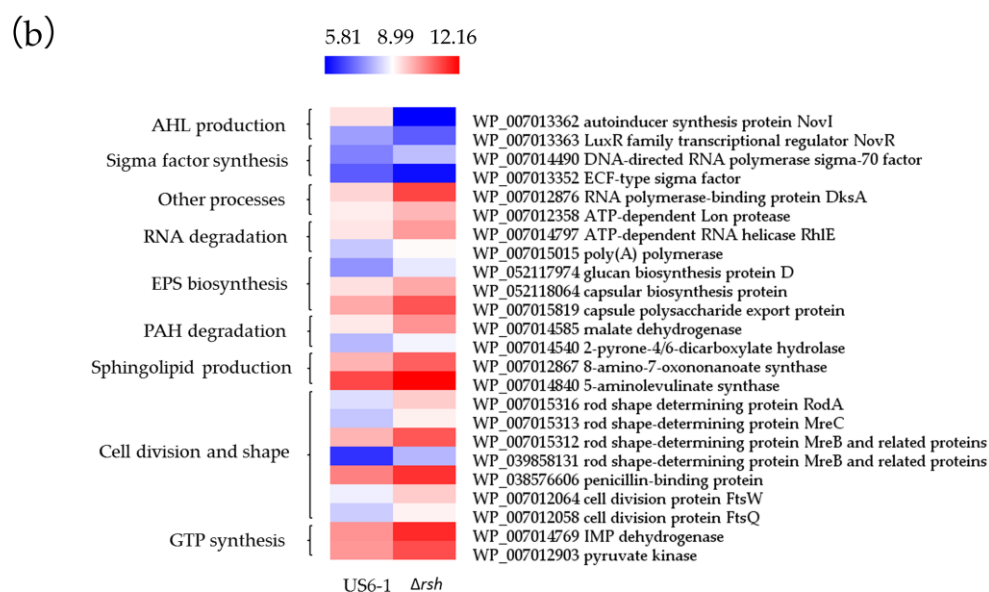 (b)
5.81 8.99 12.16
AHL production
Sigma factor synthesis
Other processes
RNA degradation
EPS biosynthesis
PAH degradation
Sphingolipid production
Cell division and shape
GTP synthesis
WP_007013362 autoinducer synthesis protein NovI
WP_007013363 LuxR family transcriptional regulator NovR
WP_007014490 DNA-directed RNA polymerase sigma-70 factor
WP_007013352 ECF-type sigma factor
WP_007012876 RNA polymerase-binding protein DksA
WP_007012358 ATP-dependent Lon protease
WP_007014797 ATP-dependent RNA helicase RhlE
WP_007015015 poly(A) polymerase
WP_052117974 glucan biosynthesis protein D
WP_052118064 capsular biosynthesis protein
WP_007015819 capsule polysaccharide export protein
WP_007014585 malate dehydrogenase
WP_007014540 2-pyrone-4/6-dicarboxylate hydrolase
WP_007012867 8-amino-7-oxononanoate synthase
WP_007014840 5-aminolevulinate synthase
WP_007015316 rod shape determining protein RodA
WP_007015313 rod shape-determining protein MreC
WP_007015312 rod shape-determining protein MreB and related proteins
WP_039858131 rod shape-determining protein MreB and related proteins
WP_038576606 penicillin-binding protein
WP_007012064 cell division protein FtsW
WP_007012058 cell division protein FtsQ
WP_007014769 IMP dehydrogenase
WP_007012903 pyruvate kinase
US6-1 Δrsh